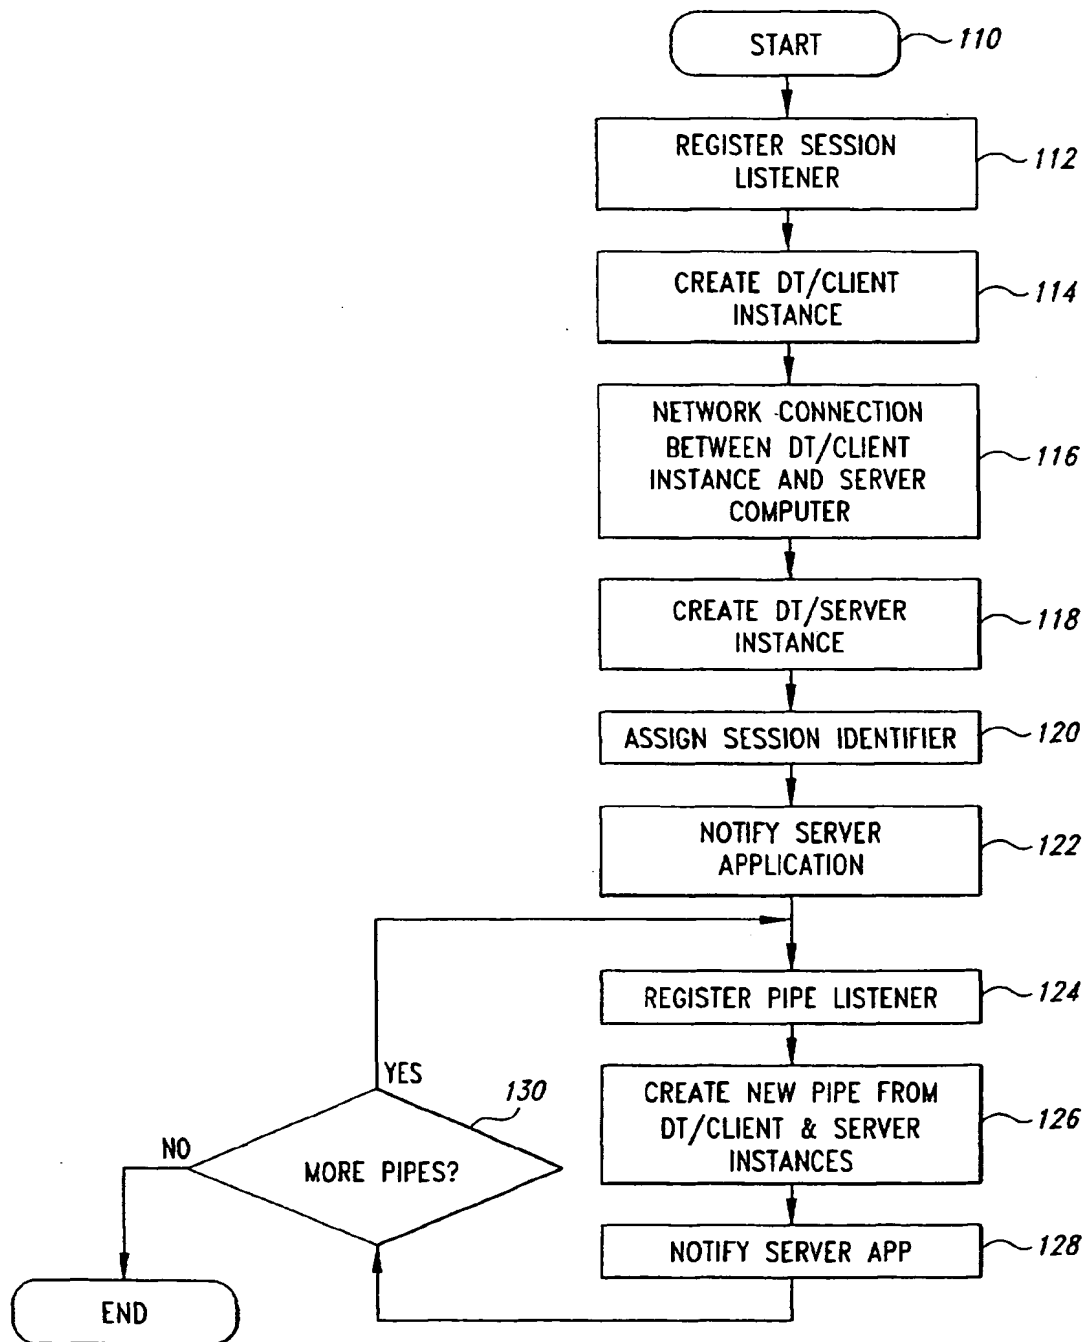 START
110
REGISTER SESSION
LISTENER
112
CREATE DT/CLIENT
INSTANCE
114
NETWORK CONNECTION
BETWEEN DT/CLIENT
INSTANCE AND SERVER
COMPUTER
116
CREATE DT/SERVER
INSTANCE
118
ASSIGN SESSION IDENTIFIER
120
NOTIFY SERVER
APPLICATION
122
REGISTER PIPE LISTENER
124
CREATE NEW PIPE FROM
DT/CLIENT & SERVER
INSTANCES
126
NOTIFY SERVER APP
128
YES
130
NO
MORE PIPES?
END